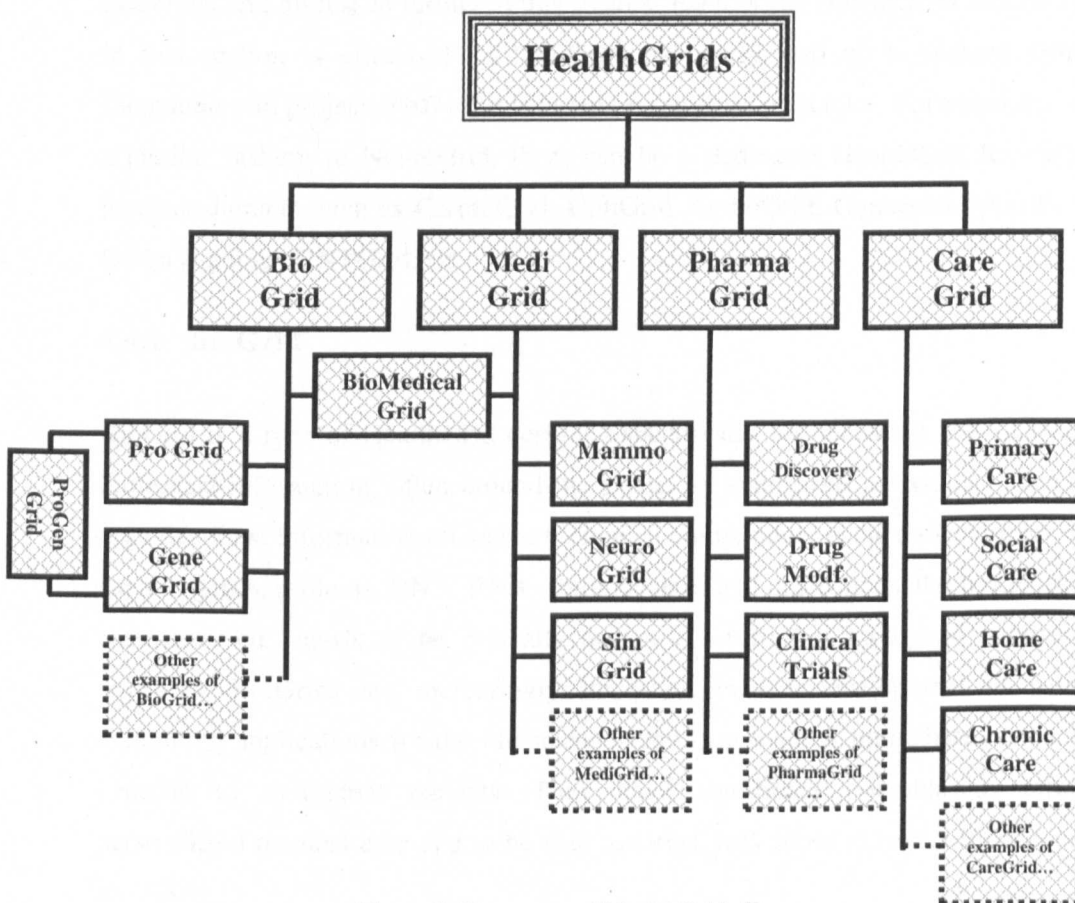 HealthGrids
Bio
Grid
Medi
Grid
Pharma
Grid
Care
Grid
BioMedical
Grid
Pro Grid
ProGen
Grid
Gene
Grid
Other
examples of
BioGrid...
Mammo
Grid
Neuro
Grid
Sim
Grid
Other
examples of
MediGrid...
Drug
Discovery
Drug
Modf.
Clinical
Trials
Other
examples of
PharmaGrid
...
Primary
Care
Social
Care
Home
Care
Chronic
Care
Other
examples of
CareGrid...